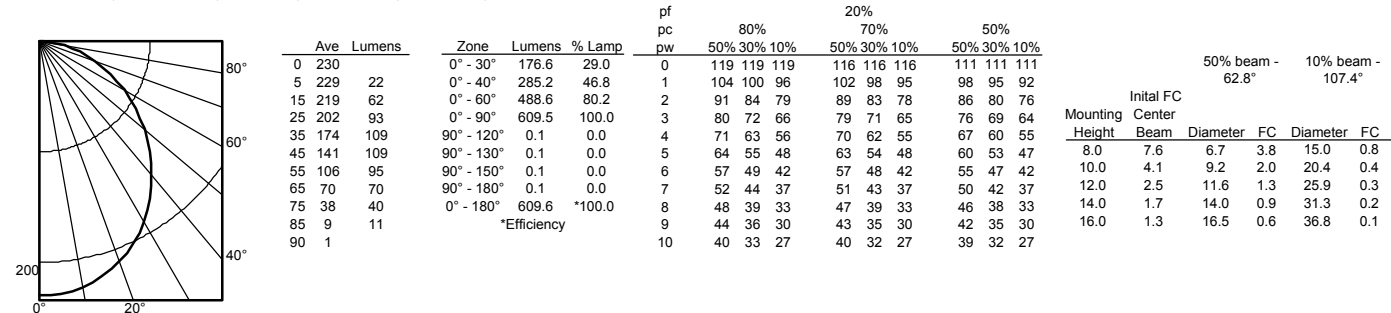 80°
60°
40°
200
0° 20°
Ave Lumens
0 230
5 229 22
15 219 62
25 202 93
35 174 109
45 141 109
55 106 95
65 70 70
75 38 40
85 9 11
90 1
Zone Lumens % Lamp
0° - 30° 176.6 29.0
0° - 40° 285.2 46.8
0° - 60° 488.6 80.2
0° - 90° 609.5 100.0
90° - 120° 0.1 0.0
90° - 130° 0.1 0.0
90° - 150° 0.1 0.0
90° - 180° 0.1 0.0
0° - 180° 609.6 *100.0
*Efficiency
pf 20%
pc 80% 70% 50%
pw 50% 30% 10% 50% 30% 10% 50% 30% 10%
0 119 119 119 116 116 116 111 111 111
1 104 100 96 102 98 95 98 95 92
2 91 84 79 89 83 78 86 80 76
3 80 72 66 79 71 65 76 69 64
4 71 63 56 70 62 55 67 60 55
5 64 55 48 63 54 48 60 53 47
6 57 49 42 57 48 42 55 47 42
7 52 44 37 51 43 37 50 42 37
8 48 39 33 47 39 33 46 38 33
9 44 36 30 43 35 30 42 35 30
10 40 33 27 40 32 27 39 32 27
50% beam - 10% beam -
62.8° 107.4°
Inital FC
Mounting Center
Height Beam Diameter FC Diameter FC
8.0 7.6 6.7 3.8 15.0 0.8
10.0 4.1 9.2 2.0 20.4 0.4
12.0 2.5 11.6 1.3 25.9 0.3
14.0 1.7 14.0 0.9 31.3 0.2
16.0 1.3 16.5 0.6 36.8 0.1